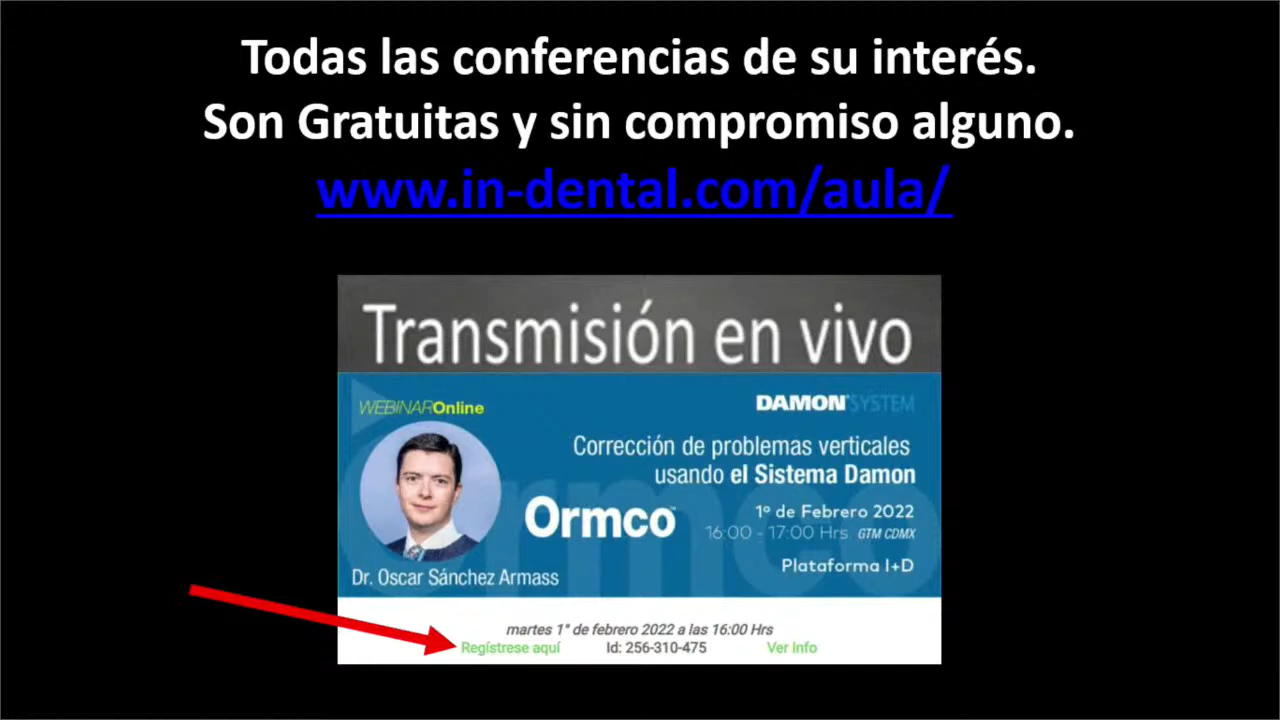 Todas las conferencias de su interés.
Son Gratuitas y sin compromiso alguno.
www.in-dental.com/aula/
Transmisión en vivo
WEBINAROnline
DAMON SYSTEM
Corrección de problemas verticales
usando el Sistema Damon
Ormco
1º de Febrero 2022
16:00 - 17:00 Hrs. GTM CDMX
Plataforma I+D
Dr. Oscar Sánchez Armass
martes 1° de febrero 2022 a las 16:00 Hrs
Regístrese aquí Id: 256-310-475 Ver Info